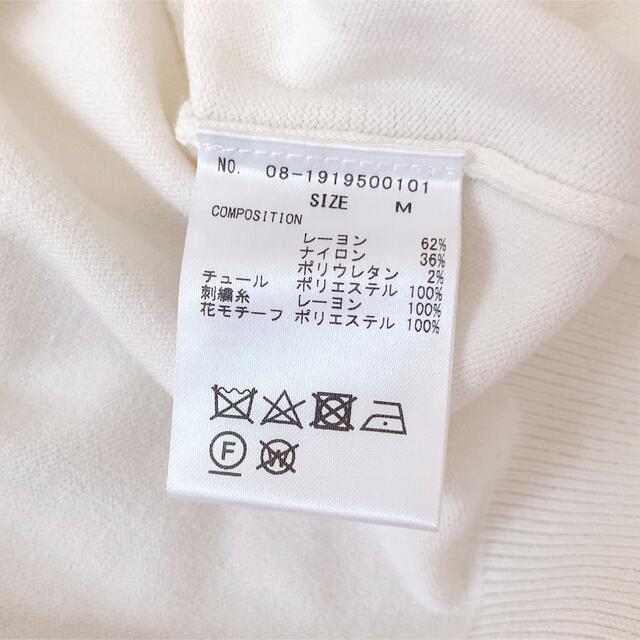 NO. 08-1919500101
SIZE M
COMPOSITION
レーヨン 62%
ナイロン 36%
ポリウレタン 2%
チュール ポリエステル 100%
刺繍糸 レーヨン 100%
花モチーフ ポリエステル 100%
F W